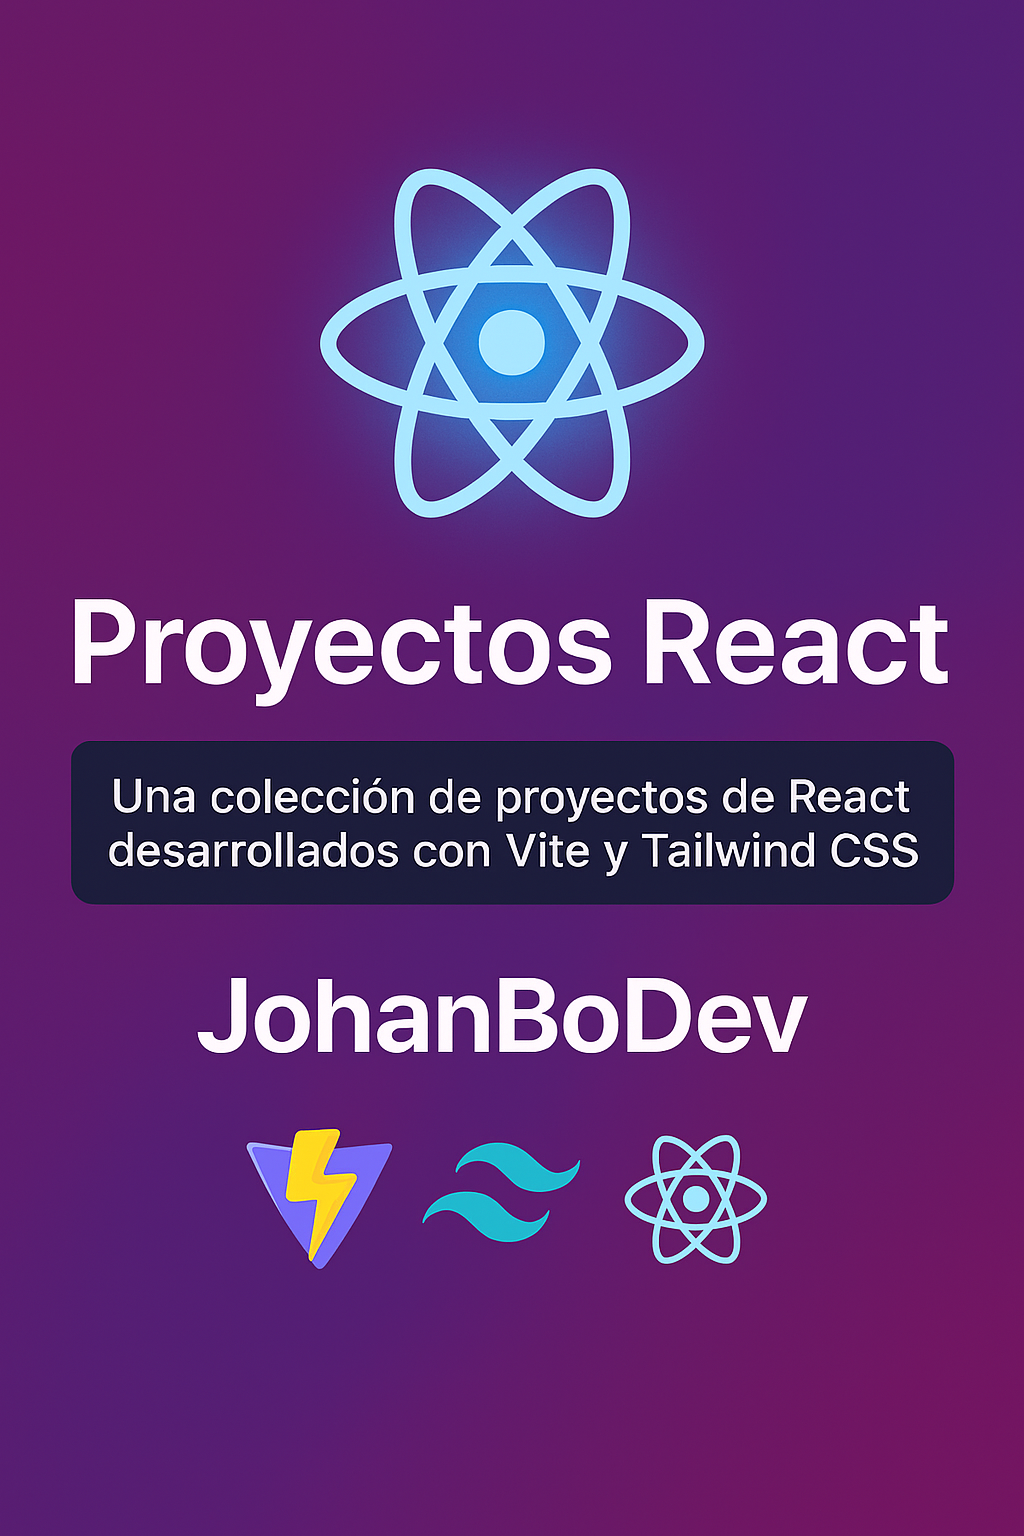 Proyectos React
Una colección de proyectos de React
desarrollados con Vite y Tailwind CSS
JohanBoDev